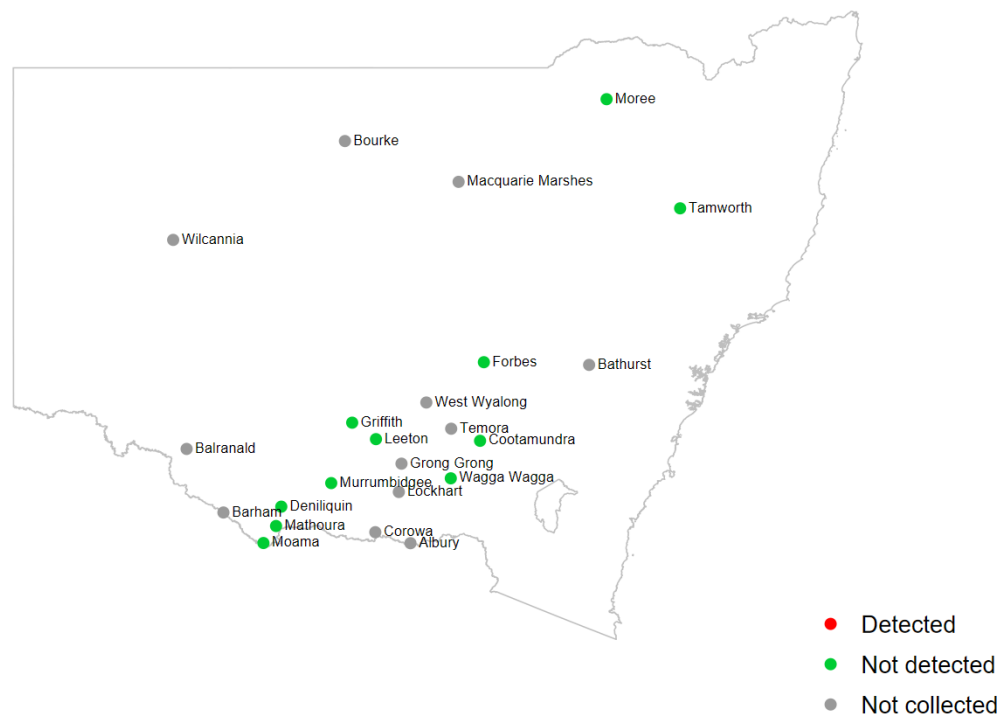 Moree
Bourke
Macquarie Marshes
Tamworth
Wilcannia
Forbes
Bathurst
West Wyalong
Griffith
Temora
Leeton
Cootamundra
Balranald
Grong Grong
Wagga Wagga
Murrumbidgee
Lockhart
Deniliquin
Barham
Mathoura
Corowa
Moama
Albury
Detected
Not detected
Not collected